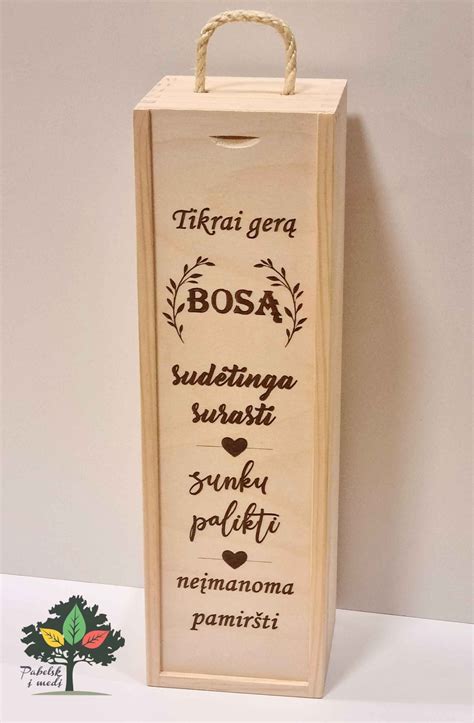 Tikrai gerą
BOSĄ
sudėtinga
surasti
sunku
palikti
neįmanoma
pamiršti
Pabelsk
į medį